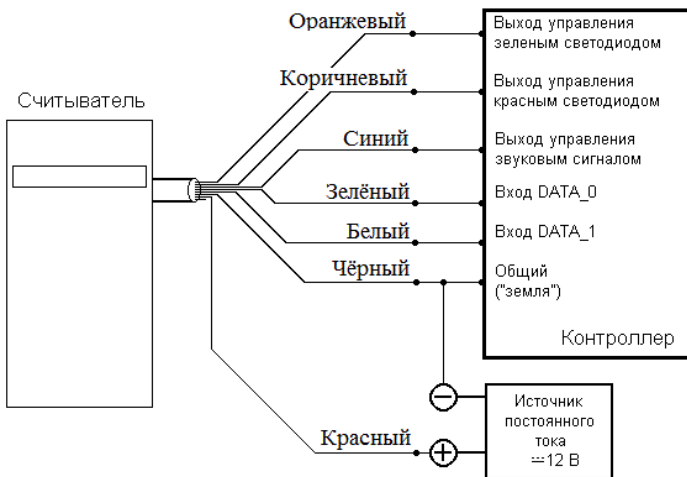 Оранжевый
Выход управления
зеленым светодиодом
Коричневый
Выход управления
красным светодиодом
Считыватель
Синий
Выход управления
звуковым сигналом
Зелёный
Вход DATA_0
Белый
Вход DATA_1
Чёрный
Общий
("земля")
Контроллер
Источник
постоянного
тока
⎓12 В
Красный